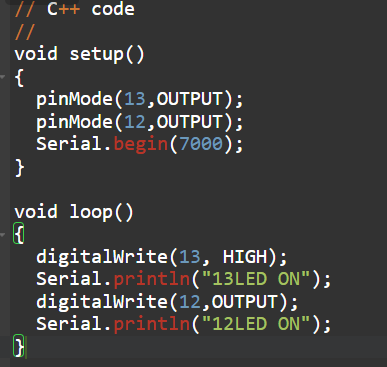 // C++ code
//
void setup()
{
  pinMode(13,OUTPUT);
  pinMode(12,OUTPUT);
  Serial.begin(7000);
}

void loop()
{
  digitalWrite(13, HIGH);
  Serial.println("13LED ON");
  digitalWrite(12,OUTPUT);
  Serial.println("12LED ON");
}